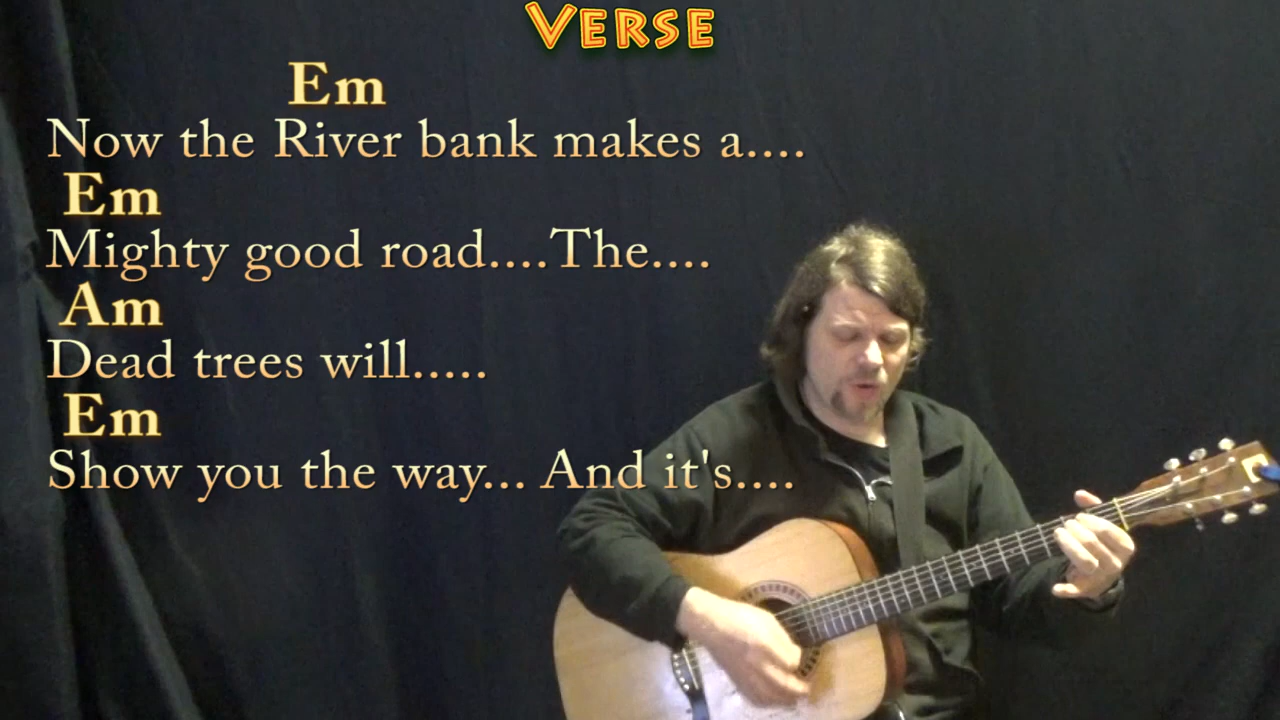 VERSE
Em
Now the River bank makes a....
Em
Mighty good road....The....
Am
Dead trees will.....
Em
Show you the way... And it's....